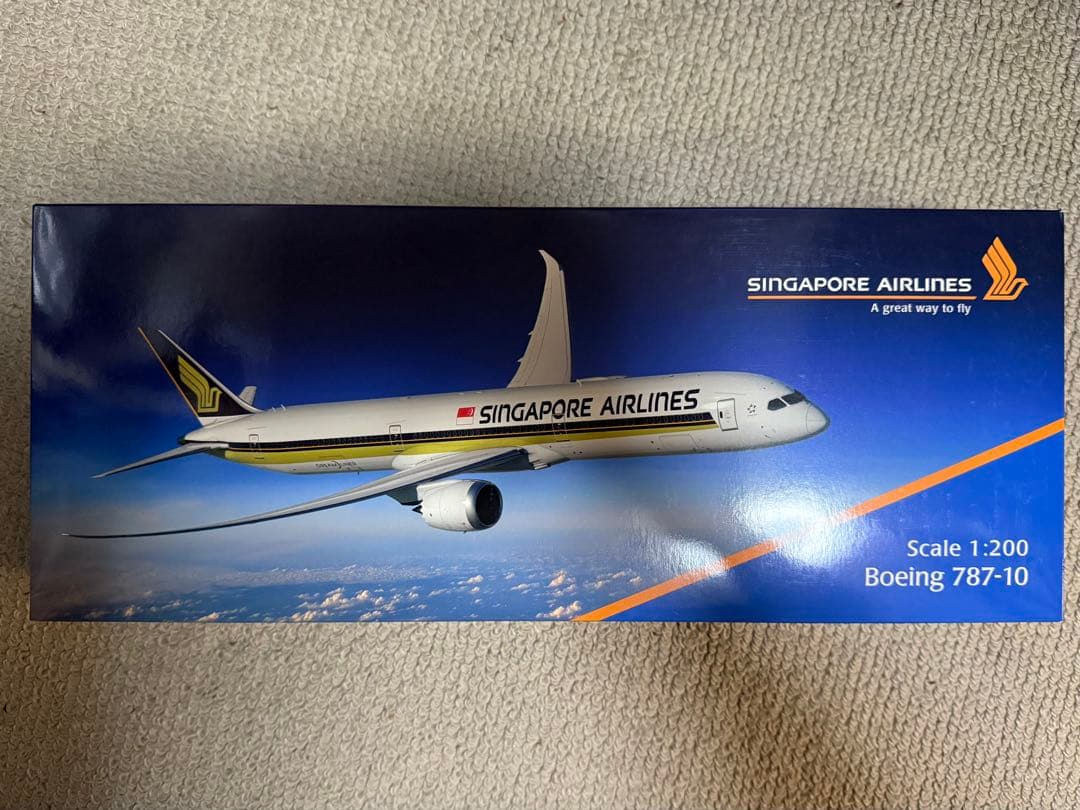 SINGAPORE AIRLINES
A great way to fly
SINGAPORE AIRLINES
Scale 1:200
Boeing 787-10